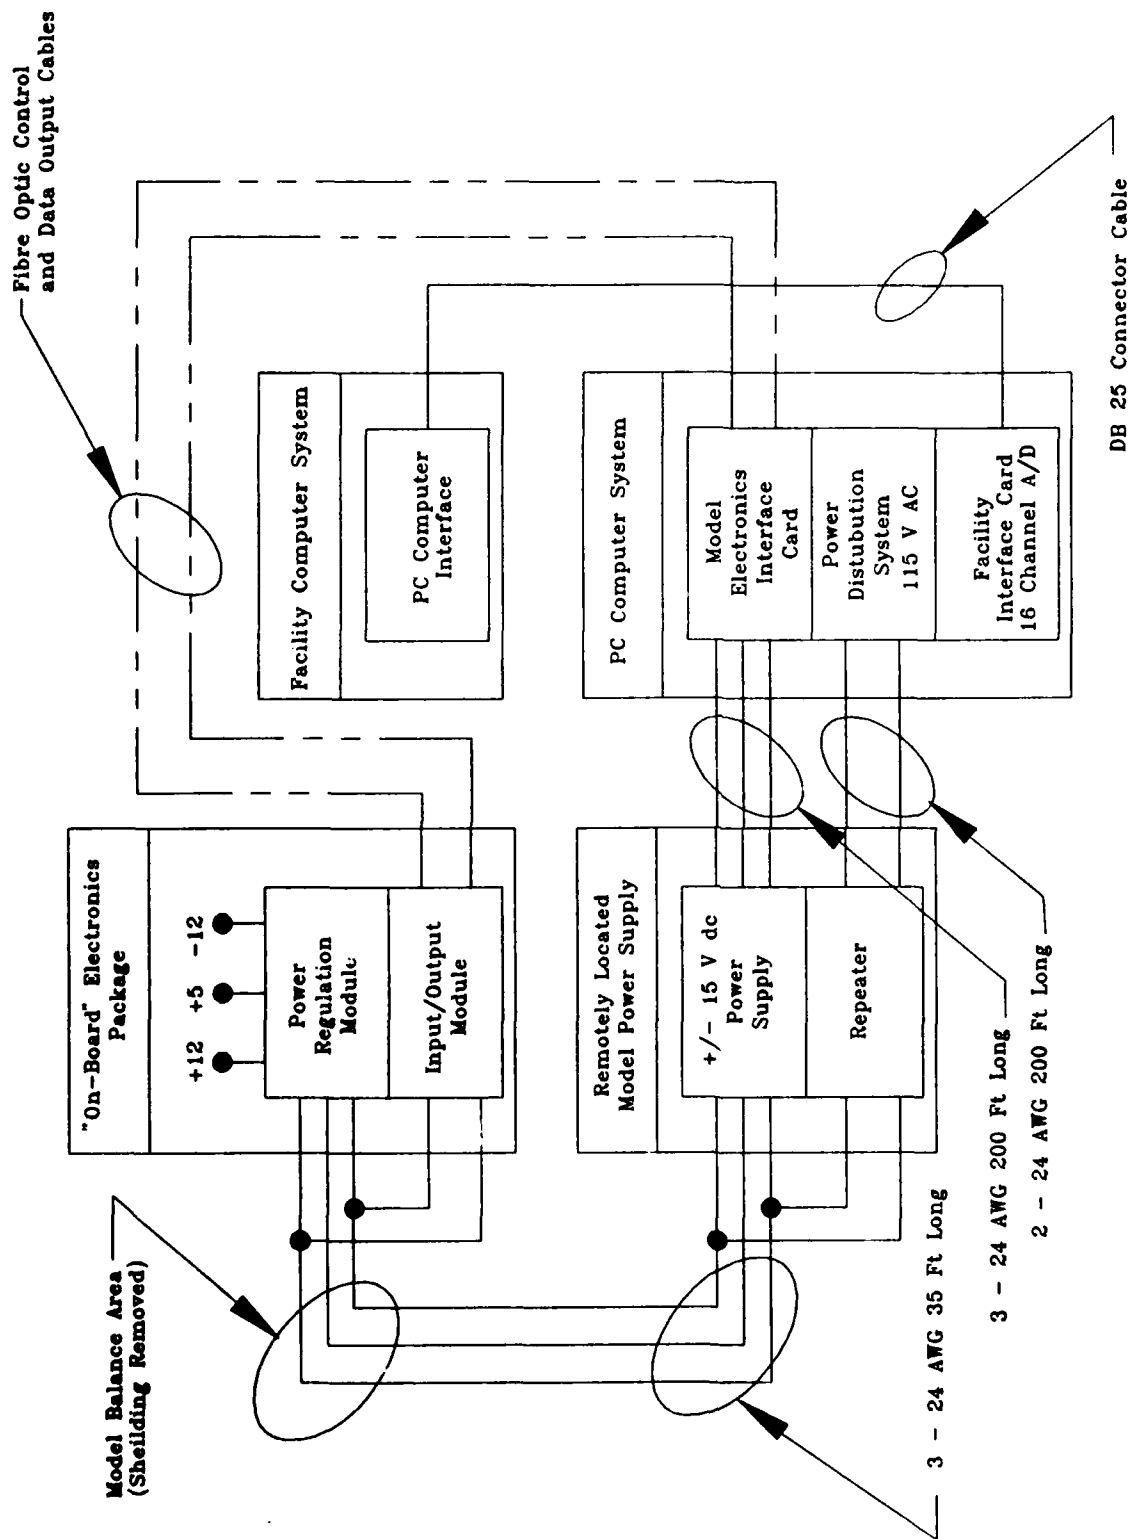 Fibre Optic Control
and Data Output Cables
"On-Board" Electronics
Package
+12
+5
-12
Power
Regulation
Module
Input/Output
Module
Model Balance Area
(Sheilding Removed)
Facility Computer System
PC Computer
Interface
Remotely Located
Model Power Supply
+/- 15 V dc
Power
Supply
Repeater
PC Computer System
Model
Electronics
Interface
Card
Power
Distubution
System
115 V AC
Facility
Interface Card
16 Channel A/D
3 - 24 AWG 35 Ft Long
3 - 24 AWG 200 Ft Long
2 - 24 AWG 200 Ft Long
DB 25 Connector Cable